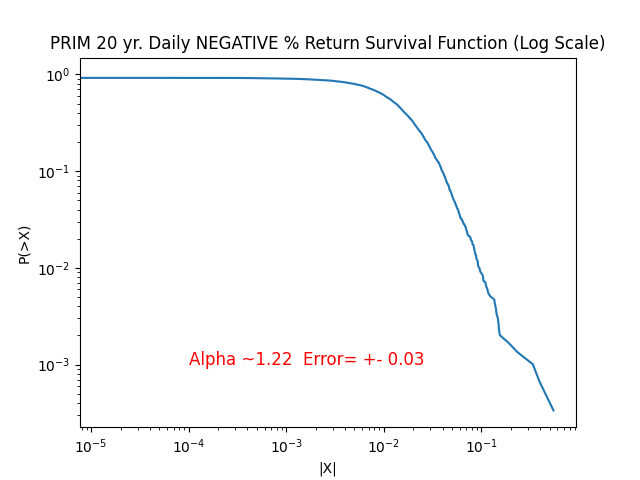 PRIM 20 yr. Daily NEGATIVE % Return Survival Function (Log Scale)
10⁰
10⁻¹
10⁻²
10⁻³
P(>X)
Alpha ~1.22  Error= +- 0.03
10⁻⁵ 10⁻⁴ 10⁻³ 10⁻² 10⁻¹
|X|